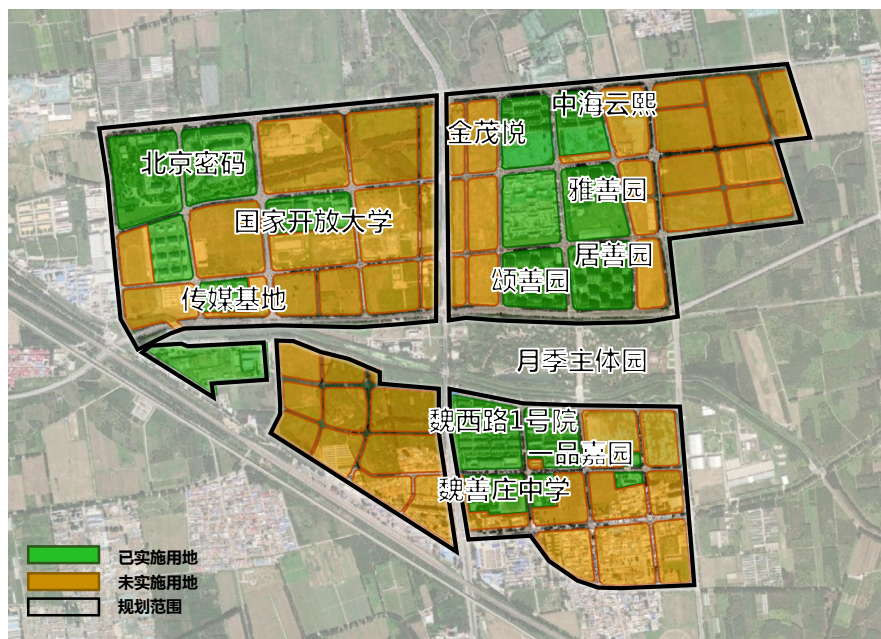 中海云熙
金茂悦
北京密码
雅善园
国家开放大学
居善园
颂善园
传媒基地
月季主体园
魏西路1号院
一品嘉园
魏善庄中学
已实施用地
未实施用地
规划范围